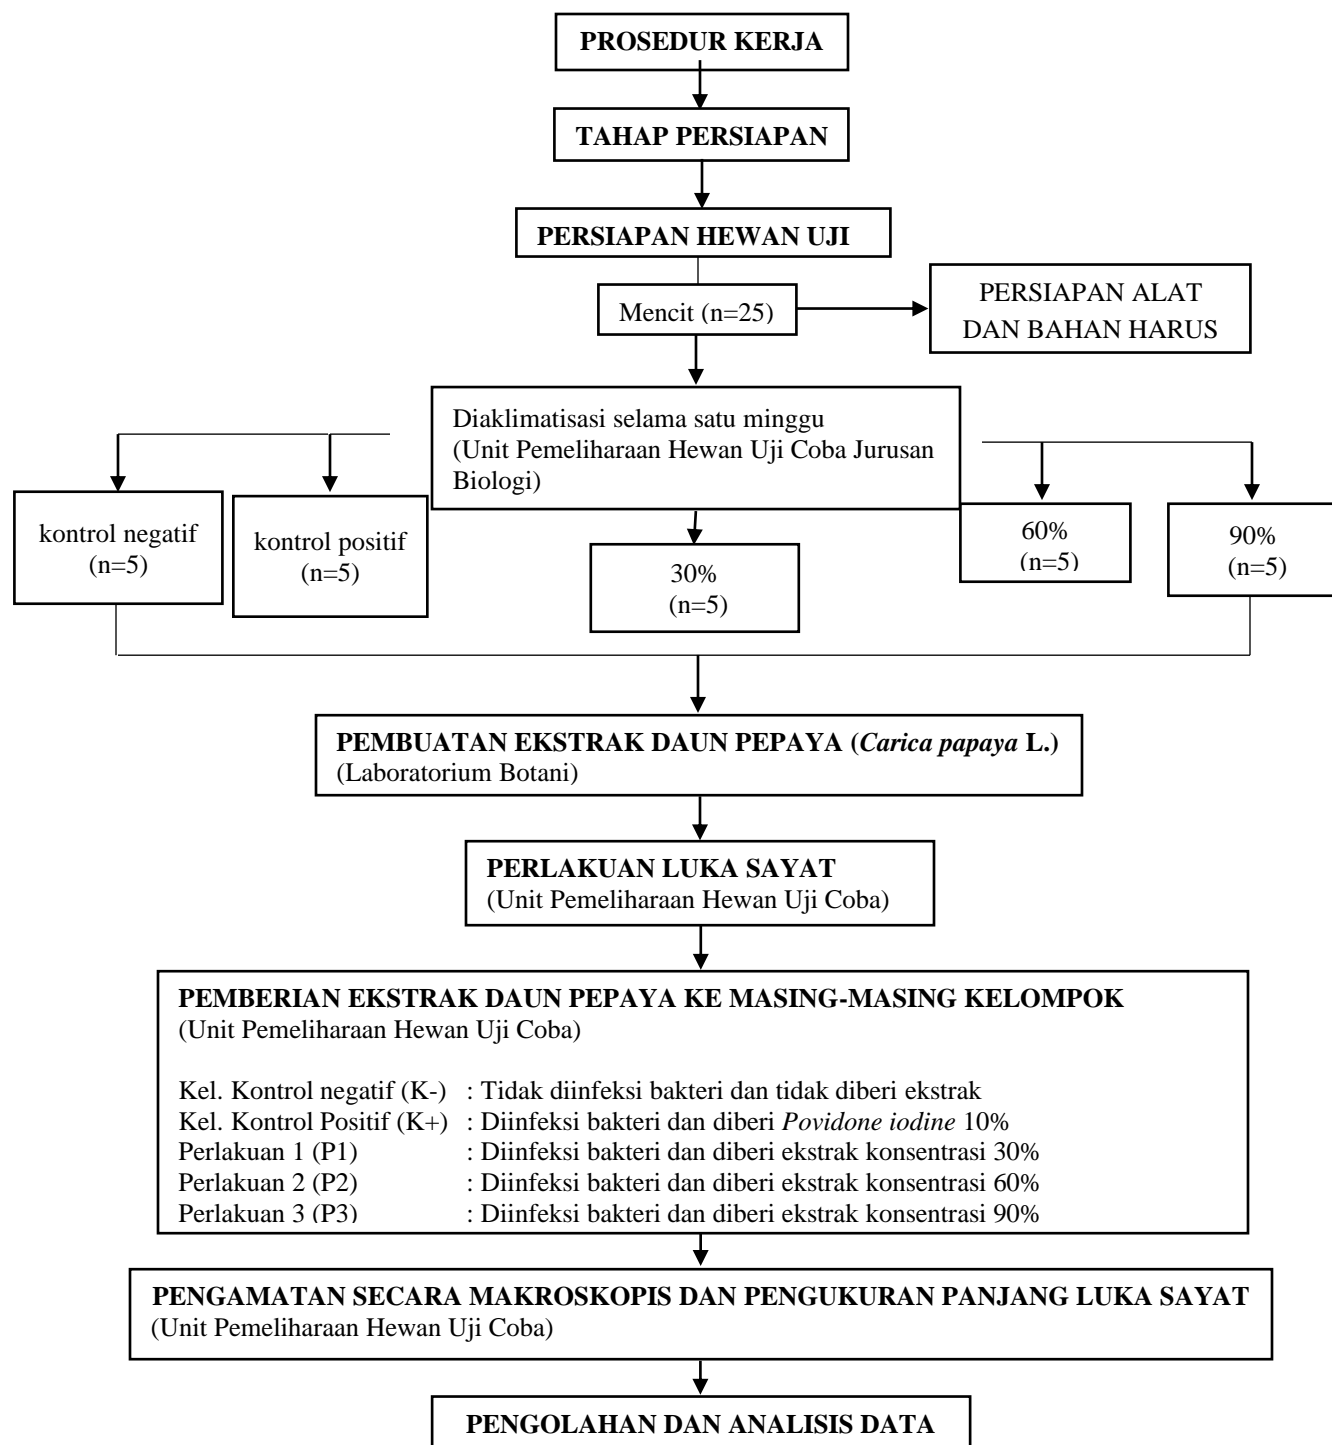 PROSEDUR KERJA
TAHAP PERSIAPAN
PERSIAPAN HEWAN UJI
Mencit (n=25)
PERSIAPAN ALAT
DAN BAHAN HARUS
Diaklimatisasi selama satu minggu
(Unit Pemeliharaan Hewan Uji Coba Jurusan
Biologi)
kontrol negatif
(n=5)
kontrol positif
(n=5)
30%
(n=5)
60%
(n=5)
90%
(n=5)
PEMBUATAN EKSTRAK DAUN PEPAYA (Carica papaya L.)
(Laboratorium Botani)
PERLAKUAN LUKA SAYAT
(Unit Pemeliharaan Hewan Uji Coba)
PEMBERIAN EKSTRAK DAUN PEPAYA KE MASING-MASING KELOMPOK
(Unit Pemeliharaan Hewan Uji Coba)
Kel. Kontrol negatif (K-) : Tidak diinfeksi bakteri dan tidak diberi ekstrak
Kel. Kontrol Positif (K+) : Diinfeksi bakteri dan diberi Povidone iodine 10%
Perlakuan 1 (P1) : Diinfeksi bakteri dan diberi ekstrak konsentrasi 30%
Perlakuan 2 (P2) : Diinfeksi bakteri dan diberi ekstrak konsentrasi 60%
Perlakuan 3 (P3) : Diinfeksi bakteri dan diberi ekstrak konsentrasi 90%
PENGAMATAN SECARA MAKROSKOPIS DAN PENGUKURAN PANJANG LUKA SAYAT
(Unit Pemeliharaan Hewan Uji Coba)
PENGOLAHAN DAN ANALISIS DATA